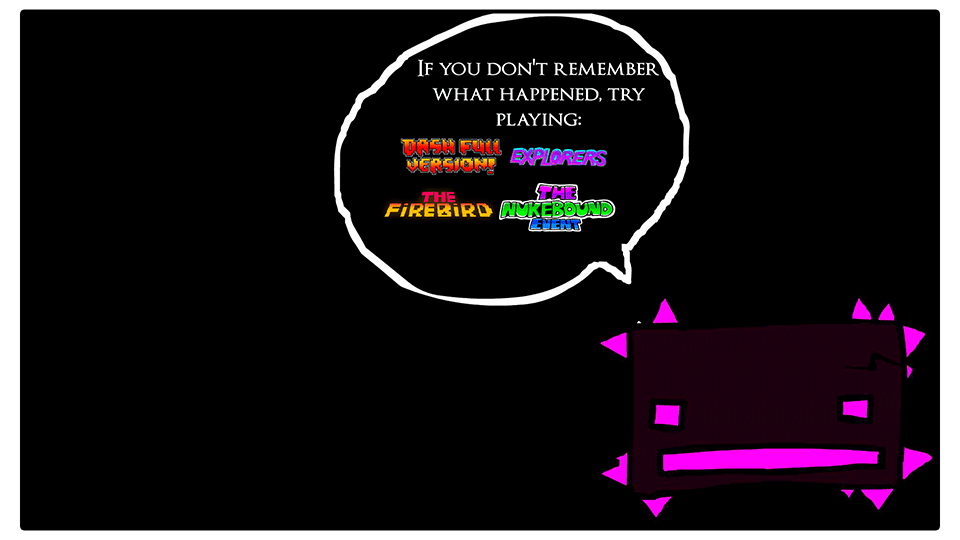 IF YOU DON'T REMEMBER
WHAT HAPPENED, TRY
PLAYING:
DASH FULL
VERSION!
EXPLORERS
THE
FIREBIRD
THE
NUKEBOUND
EVENT